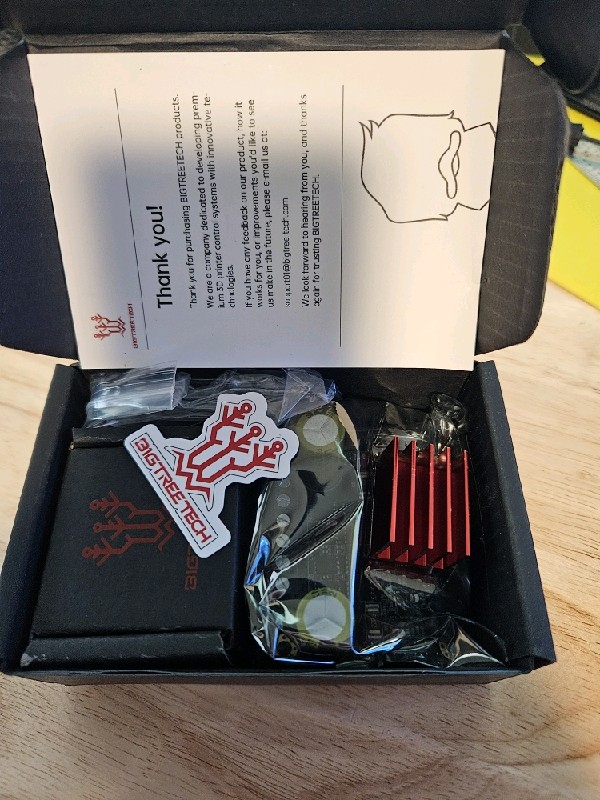 BIGTREETECH
Thank you!
Thank you for purchasing BIGTREETECH products.
We are a company dedicated to developing prem
ium 3D printer control systems with innovative te-
chnologies.
If you have any feedback on our product, how it
works for you, or improvements you'd like to see
us make in the future, please e-mail us at:
We look forward to hearing from you, and thanks
again for trusting BIGTREETECH.
BIGTREETECH